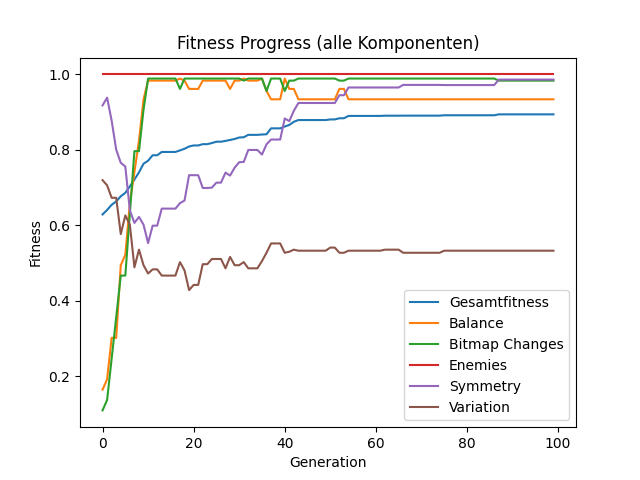 Fitness Progress (alle Komponenten)
Fitness
1.0
0.8
0.6
0.4
0.2
0 20 40 60 80 100
Generation
Gesamtfitness
Balance
Bitmap Changes
Enemies
Symmetry
Variation